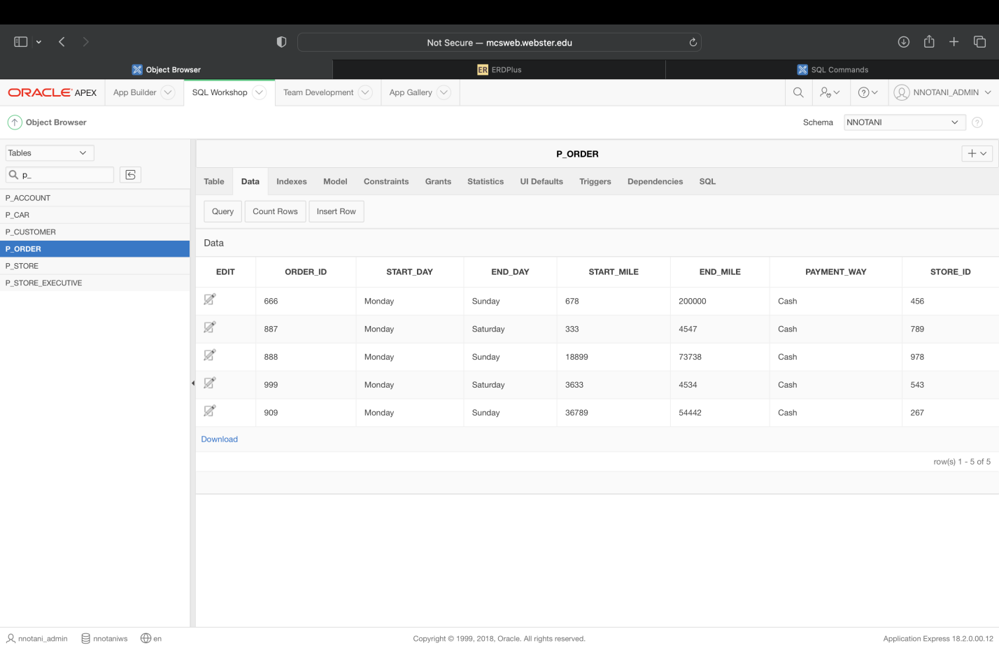 Not Secure — mcsweb.webster.edu
Object Browser
ER ERDPlus
SQL Commands
ORACLE APEX App Builder SQL Workshop Team Development App Gallery NNOTANI_ADMIN
Object Browser Schema NNOTANI
Tables
p_
P_ACCOUNT
P_CAR
P_CUSTOMER
P_ORDER
P_STORE
P_STORE_EXECUTIVE
P_ORDER
Table Data Indexes Model Constraints Grants Statistics UI Defaults Triggers Dependencies SQL
Query Count Rows Insert Row
Data
EDIT ORDER_ID START_DAY END_DAY START_MILE END_MILE PAYMENT_WAY STORE_ID
666 Monday Sunday 678 200000 Cash 456
887 Monday Saturday 333 4547 Cash 789
888 Monday Sunday 18899 73738 Cash 978
999 Monday Saturday 3633 4534 Cash 543
909 Monday Sunday 36789 54442 Cash 267
Download
row(s) 1 - 5 of 5
nnotani_admin nnotaniws en Copyright © 1999, 2018, Oracle. All rights reserved. Application Express 18.2.0.00.12